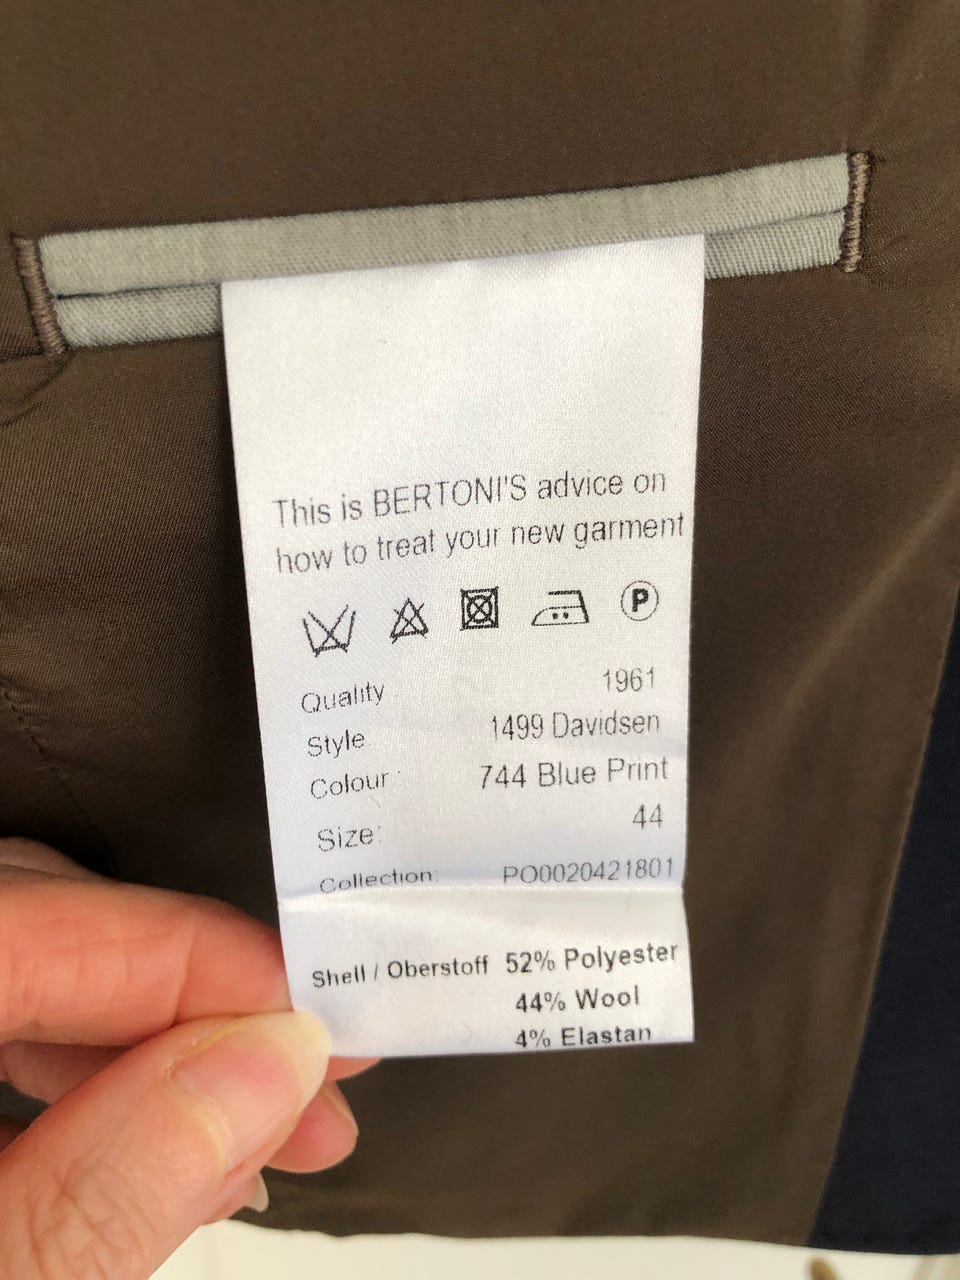 This is BERTONI'S advice on
how to treat your new garment
P
Quality 1961
Style 1499 Davidsen
Colour 744 Blue Print
Size: 44
Collection: PO0020421801
Shell / Oberstoff 52% Polyester
44% Wool
4% Elastan